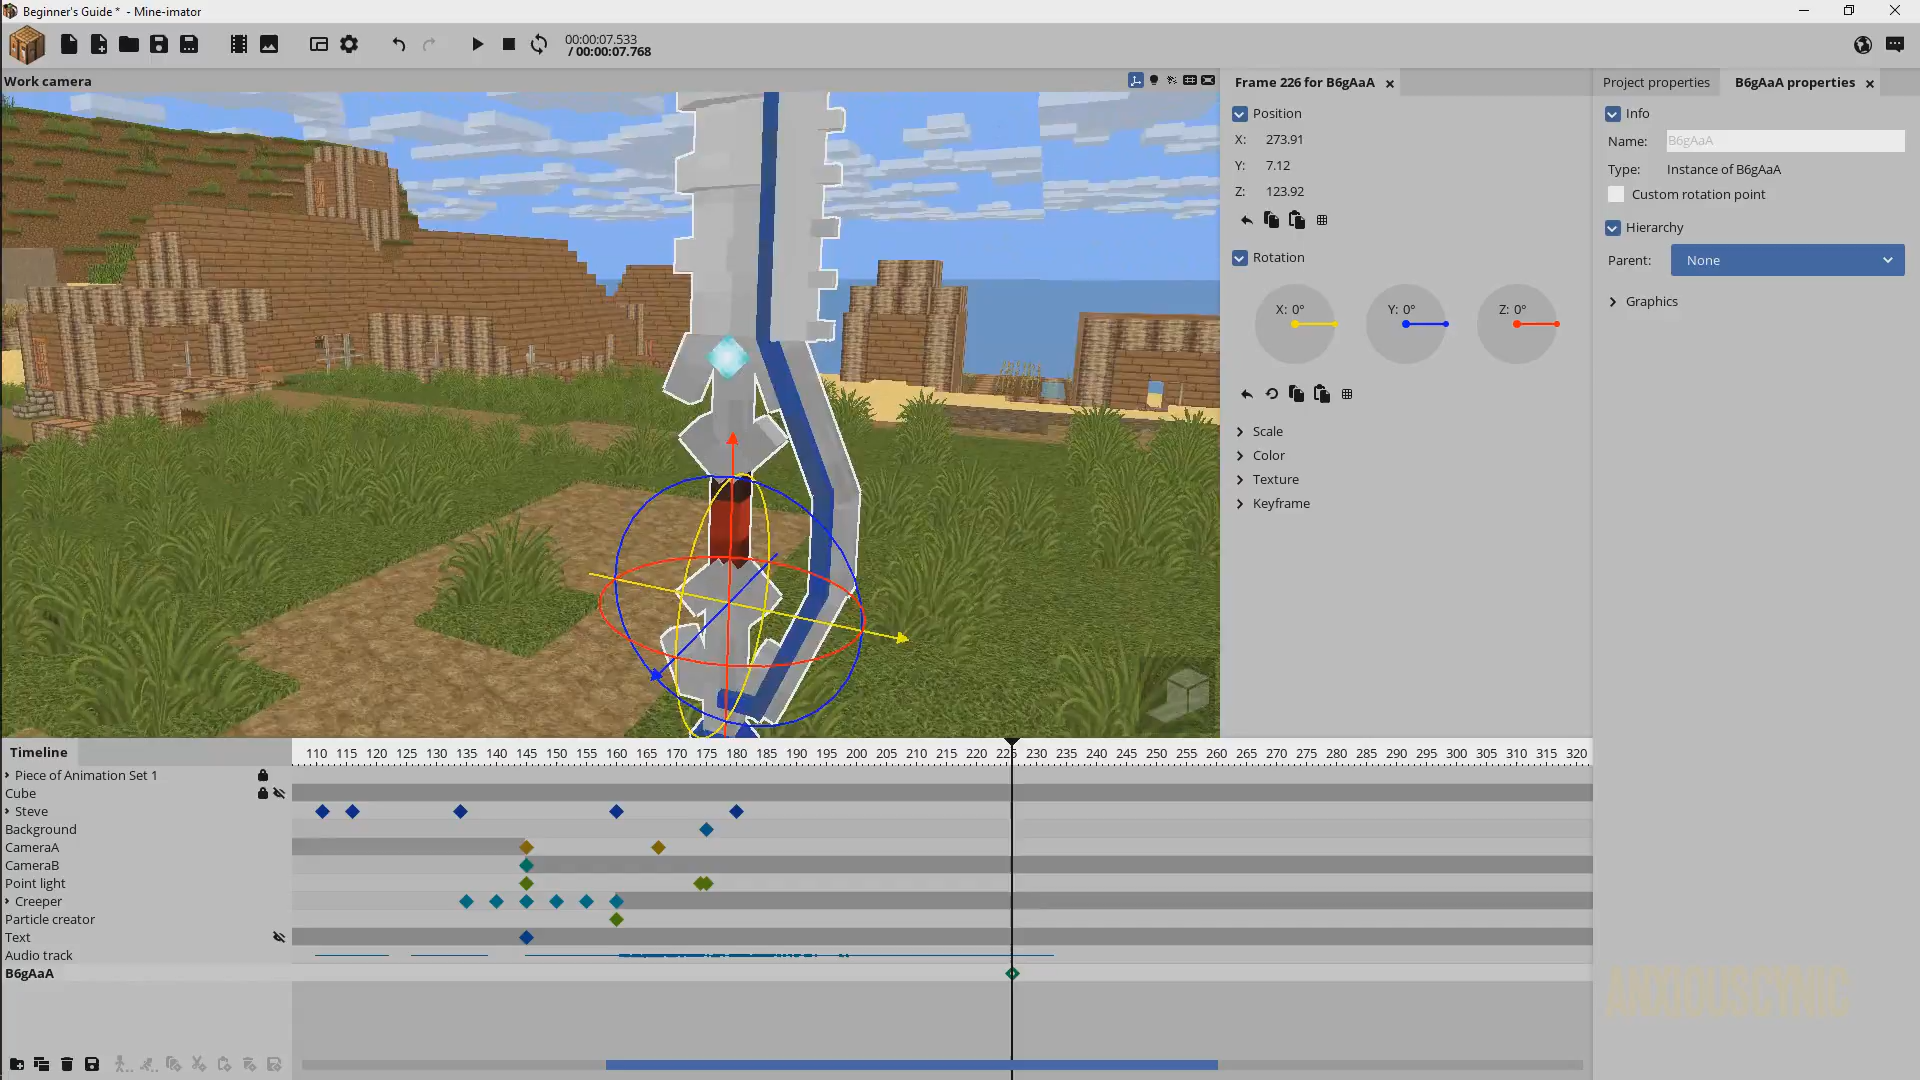 Beginner's Guide * - Mine-imator
00:00:07.533
/ 00:00:07.768
Work camera
Frame 226 for B6gAaA
Position
X: 273.91
Y: 7.12
Z: 123.92
Rotation
X: 0°
Y: 0°
Z: 0°
Scale
Color
Texture
Keyframe
Project properties
B6gAaA properties
Info
Name: B6gAaA
Type: Instance of B6gAaA
Custom rotation point
Hierarchy
Parent: None
Graphics
Timeline
110 115 120 125 130 135 140 145 150 155 160 165 170 175 180 185 190 195 200 205 210 215 220 225 230 235 240 245 250 255 260 265 270 275 280 285 290 295 300 305 310 315 320
Piece of Animation Set 1
Cube
Steve
Background
CameraA
CameraB
Point light
Creeper
Particle creator
Text
Audio track
B6gAaA
ANXIOUSCYNIC